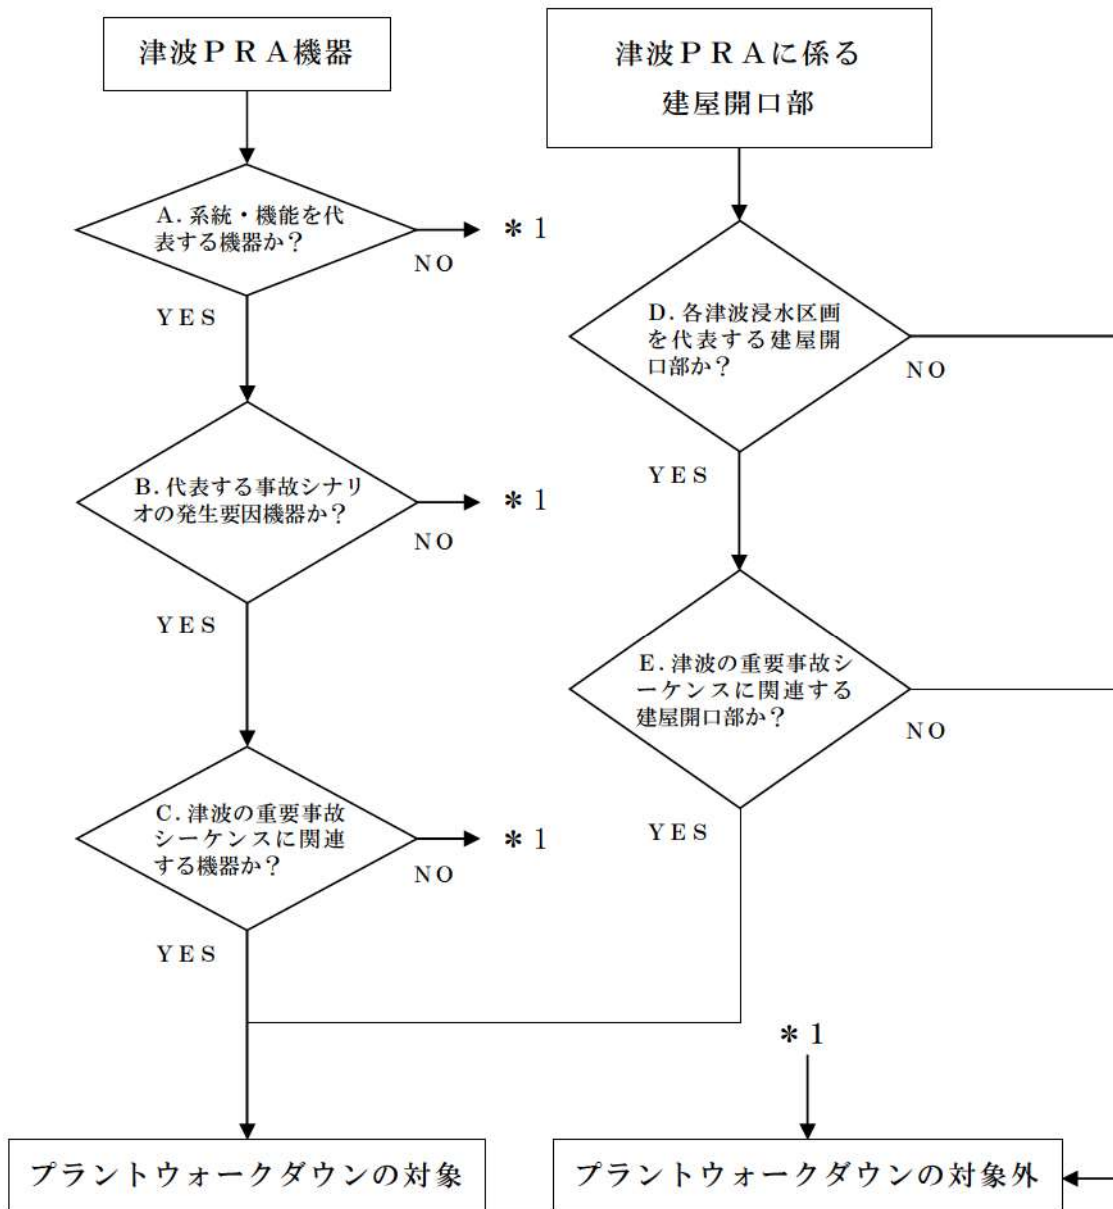 津波PRA機器
A.系統・機能を代
表する機器か？
NO
*1
YES
B.代表する事故シナリ
オの発生要因機器か？
NO
*1
YES
C.津波の重要事故
シーケンスに関連
する機器か？
NO
*1
YES
津波PRAに係る
建屋開口部
D.各津波浸水区画
を代表する建屋開
口部か？
NO
YES
E.津波の重要事故シ
ーケンスに関連する
建屋開口部か？
NO
YES
*1
プラントウォークダウンの対象
プラントウォークダウンの対象外